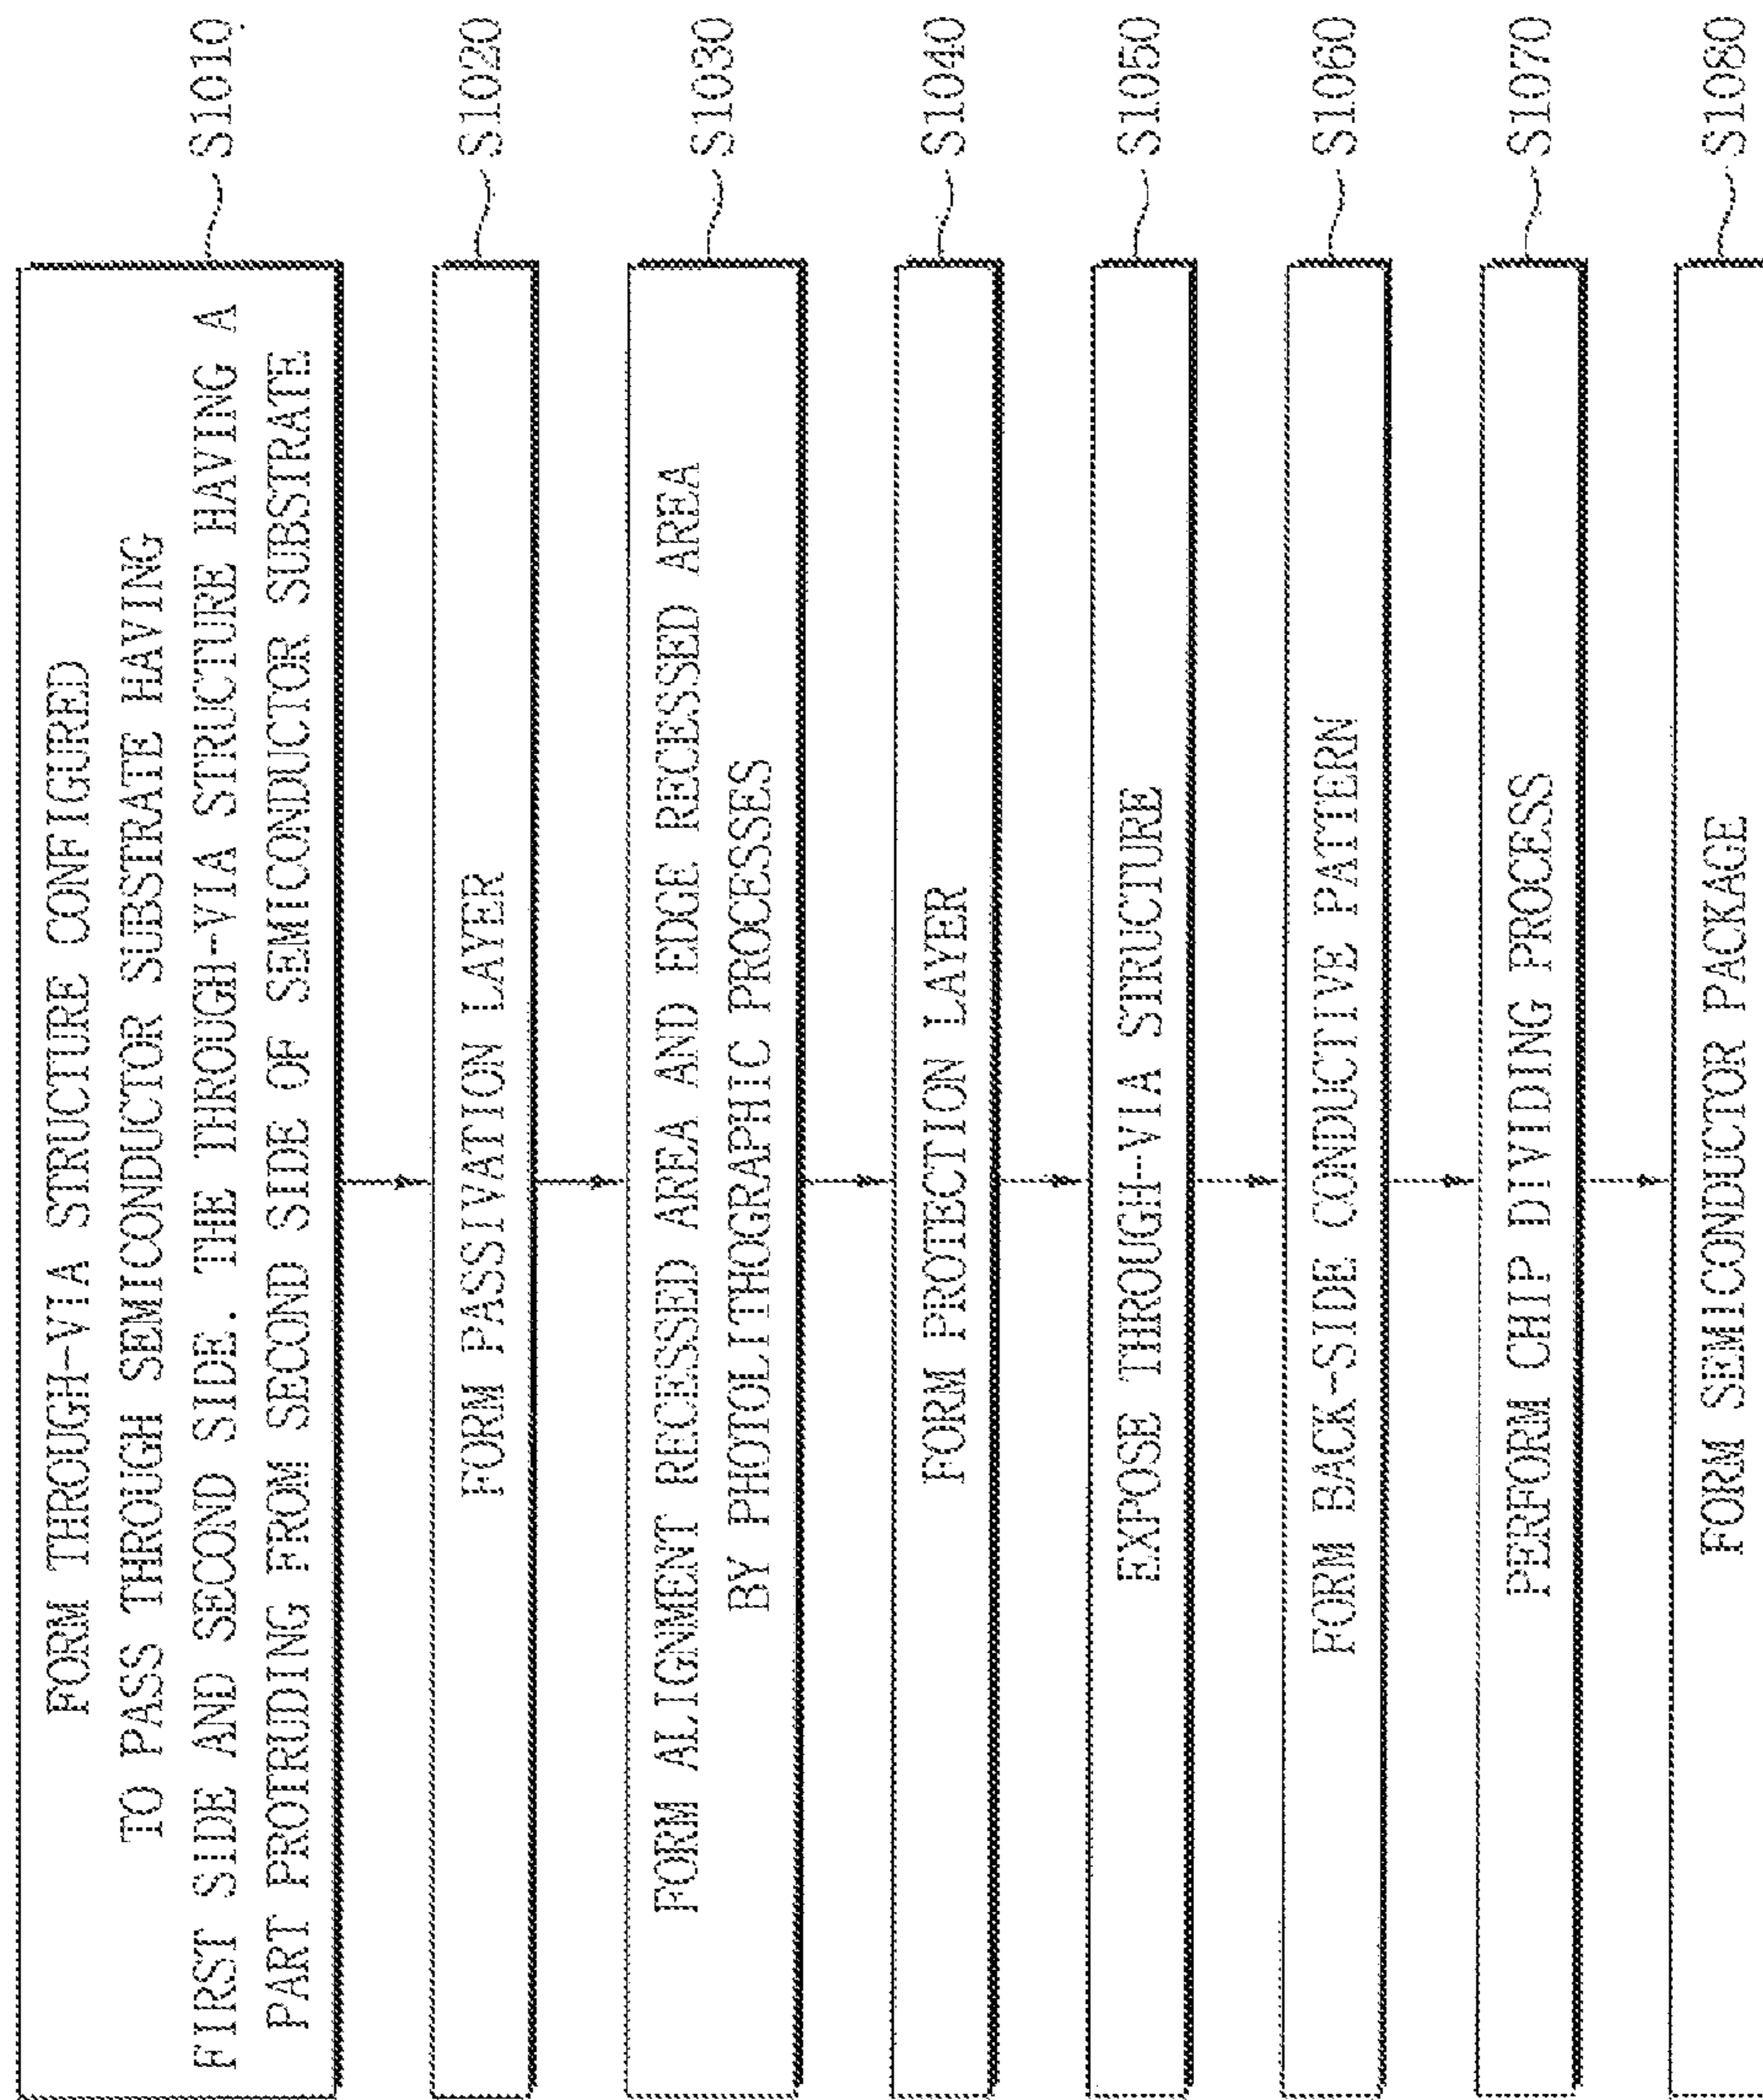 FORM THROUGH-VIA STRUCTURE CONFIGURED
TO PASS THROUGH SEMICONDUCTOR SUBSTRATE HAVING
FIRST SIDE AND SECOND SIDE. THE THROUGH-VIA STRUCTURE HAVING A
PART PROTRUDING FROM SECOND SIDE OF SEMICONDUCTOR SUBSTRATE
S1010
FORM PASSIVATION LAYER
S1020
FORM ALIGNMENT RECESSED AREA AND EDGE RECESSED AREA
BY PHOTOLITHOGRAPHIC PROCESSES
S1030
FORM PROTECTION LAYER
S1040
EXPOSE THROUGH-VIA STRUCTURE
S1050
FORM BACK-SIDE CONDUCTIVE PATTERN
S1060
PERFORM CHIP DIVIDING PROCESS
S1070
FORM SEMICONDUCTOR PACKAGE
S1080